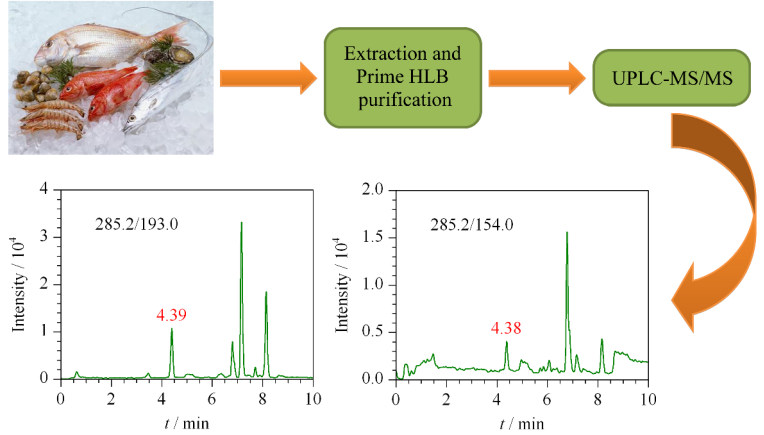 Extraction and
Prime HLB
purification
UPLC-MS/MS
4
3
2
1
0
Intensity / 10⁴
285.2/193.0
4.39
0 2 4 6 8 10
t / min
2.0
1.5
1.0
0.5
0.0
Intensity / 10⁴
285.2/154.0
4.38
0 2 4 6 8 10
t / min